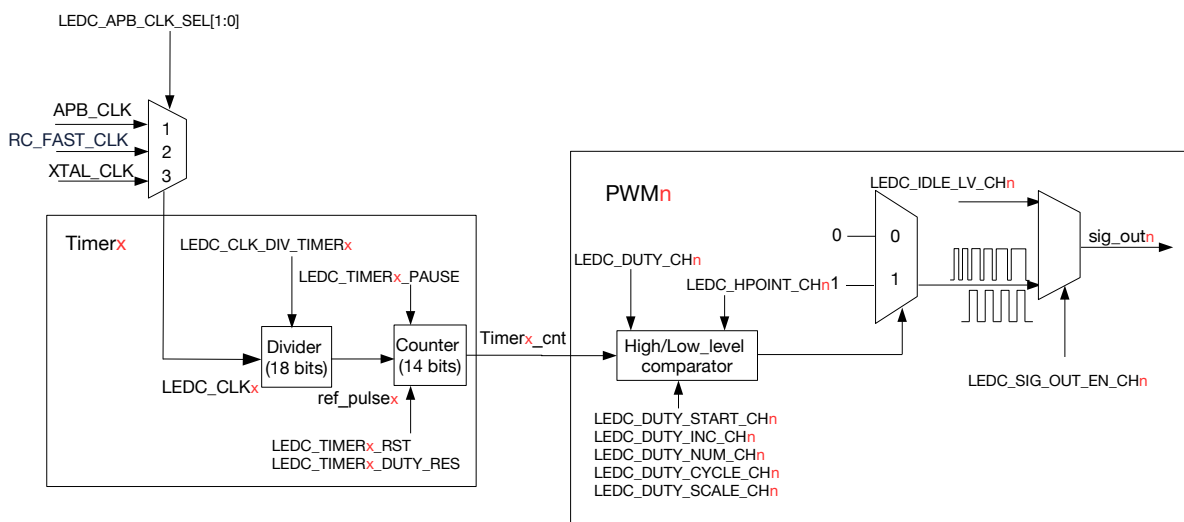 LEDC_APB_CLK_SEL[1:0]
APB_CLK
RC_FAST_CLK
XTAL_CLK
1
2
3
Timerx
LEDC_CLK_DIV_TIMERx
LEDC_TIMERx_PAUSE
Divider
(18 bits)
Counter
(14 bits)
LEDC_CLKx
ref_pulsex
LEDC_TIMERx_RST
LEDC_TIMERx_DUTY_RES
Timerx_cnt
PWMn
LEDC_DUTY_CHn
LEDC_HPOINT_CHn
High/Low_level
comparator
LEDC_DUTY_START_CHn
LEDC_DUTY_INC_CHn
LEDC_DUTY_NUM_CHn
LEDC_DUTY_CYCLE_CHn
LEDC_DUTY_SCALE_CHn
0
1
0
1
LEDC_IDLE_LV_CHn
sig_outn
LEDC_SIG_OUT_EN_CHn